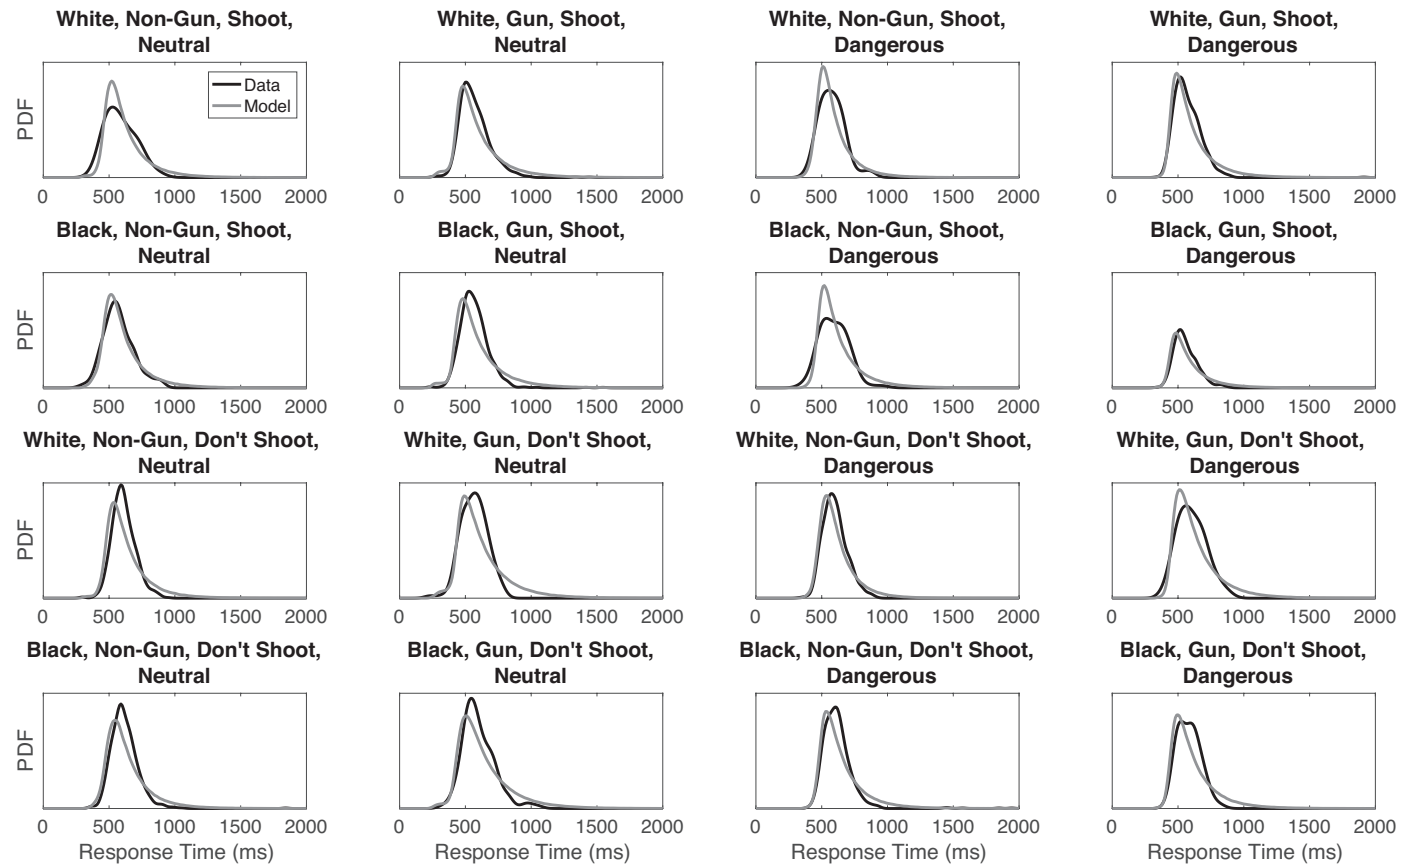 White, Non-Gun, Shoot,
Neutral
White, Gun, Shoot,
Neutral
White, Non-Gun, Shoot,
Dangerous
White, Gun, Shoot,
Dangerous
PDF
Data
Model
0 500 1000 1500 2000
0 500 1000 1500 2000
0 500 1000 1500 2000
0 500 1000 1500 2000
Black, Non-Gun, Shoot,
Neutral
Black, Gun, Shoot,
Neutral
Black, Non-Gun, Shoot,
Dangerous
Black, Gun, Shoot,
Dangerous
PDF
0 500 1000 1500 2000
0 500 1000 1500 2000
0 500 1000 1500 2000
0 500 1000 1500 2000
White, Non-Gun, Don't Shoot,
Neutral
White, Gun, Don't Shoot,
Neutral
White, Non-Gun, Don't Shoot,
Dangerous
White, Gun, Don't Shoot,
Dangerous
PDF
0 500 1000 1500 2000
0 500 1000 1500 2000
0 500 1000 1500 2000
0 500 1000 1500 2000
Black, Non-Gun, Don't Shoot,
Neutral
Black, Gun, Don't Shoot,
Neutral
Black, Non-Gun, Don't Shoot,
Dangerous
Black, Gun, Don't Shoot,
Dangerous
PDF
0 500 1000 1500 2000
0 500 1000 1500 2000
0 500 1000 1500 2000
0 500 1000 1500 2000
Response Time (ms)
Response Time (ms)
Response Time (ms)
Response Time (ms)